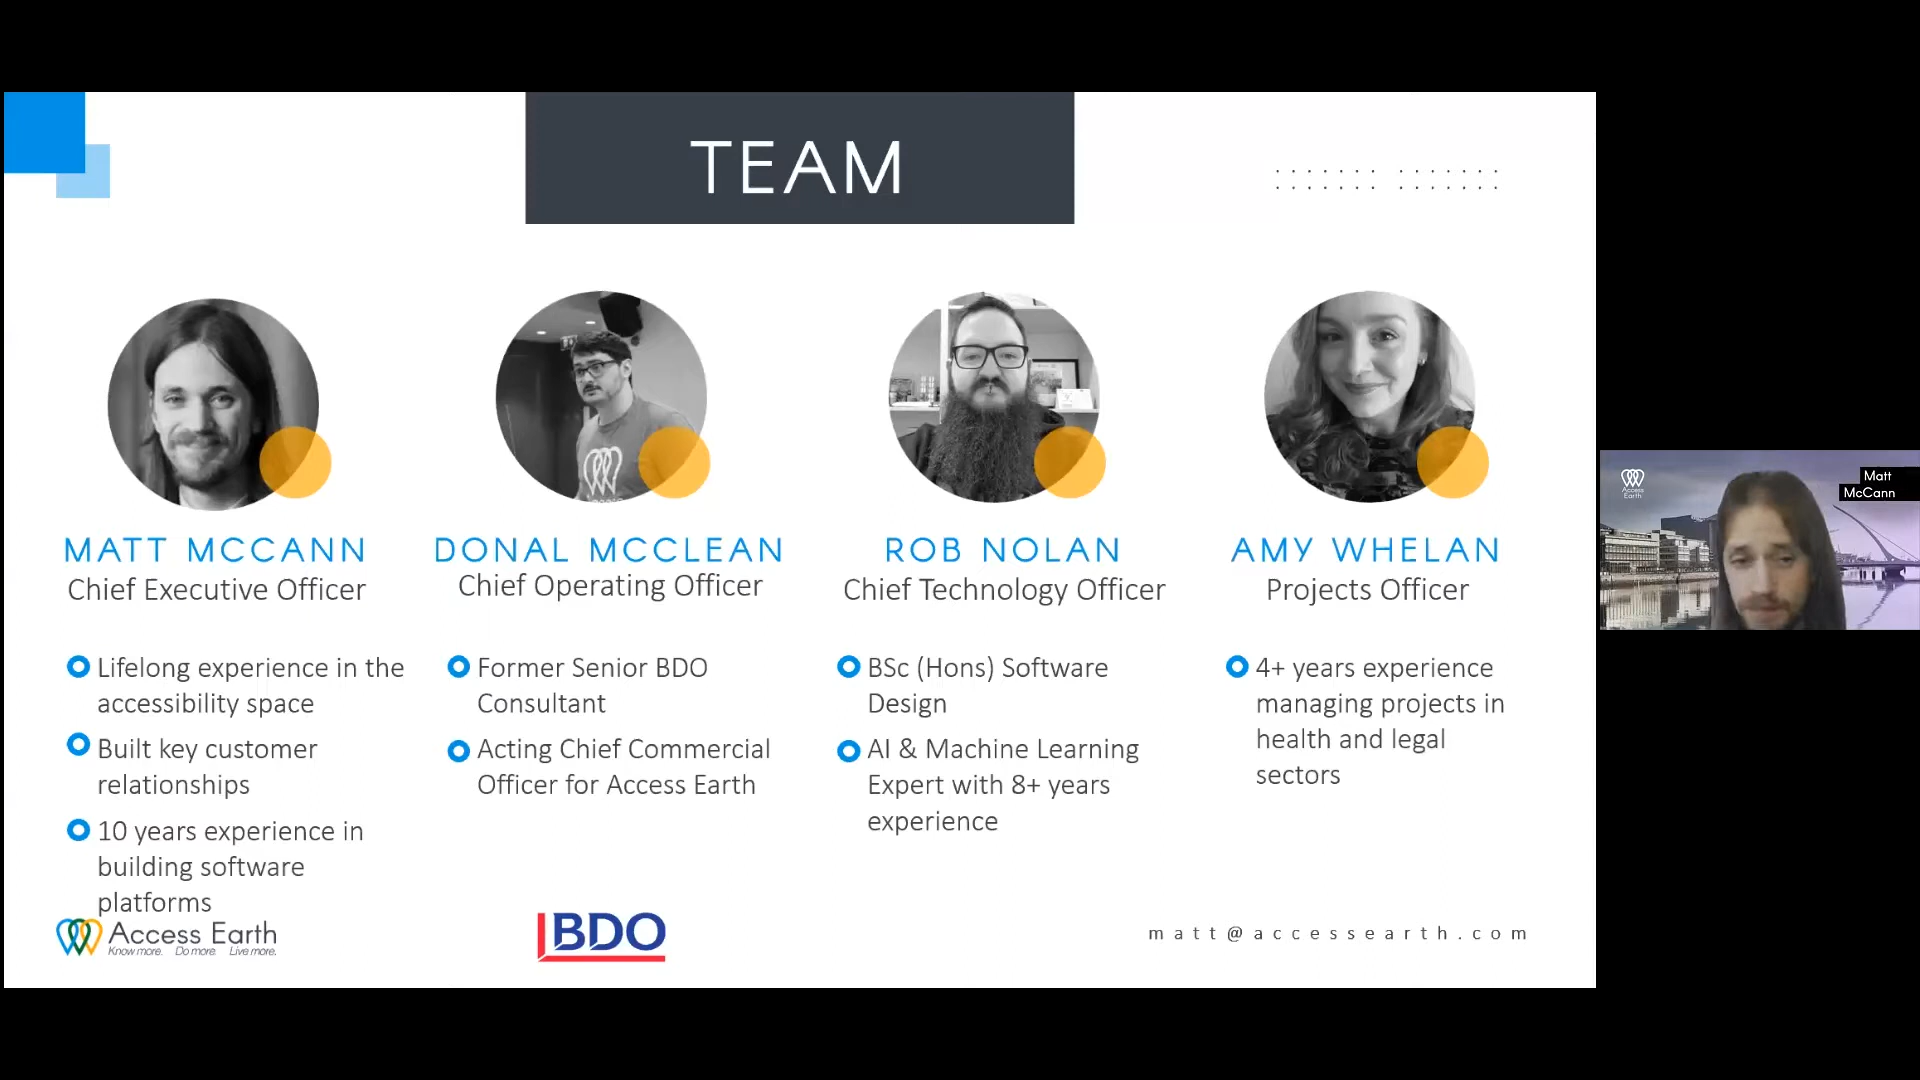 TEAM
MATT MCCANN
Chief Executive Officer
Lifelong experience in the
accessibility space
Built key customer
relationships
10 years experience in
building software
platforms
DONAL MCCLEAN
Chief Operating Officer
Former Senior BDO
Consultant
Acting Chief Commercial
Officer for Access Earth
ROB NOLAN
Chief Technology Officer
BSc (Hons) Software
Design
AI & Machine Learning
Expert with 8+ years
experience
AMY WHELAN
Projects Officer
4+ years experience
managing projects in
health and legal
sectors
Access Earth
Know more. Do more. Live more.
BDO
matt@accessearth.com
Access
Earth
Matt
McCann